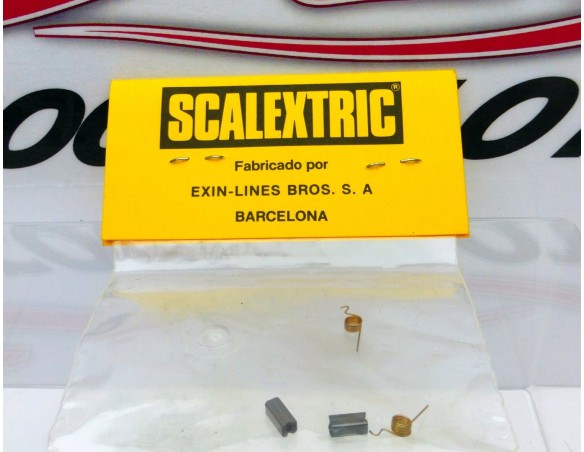 SCALEXTRIC®
Fabricado por
EXIN-LINES BROS. S. A
BARCELONA